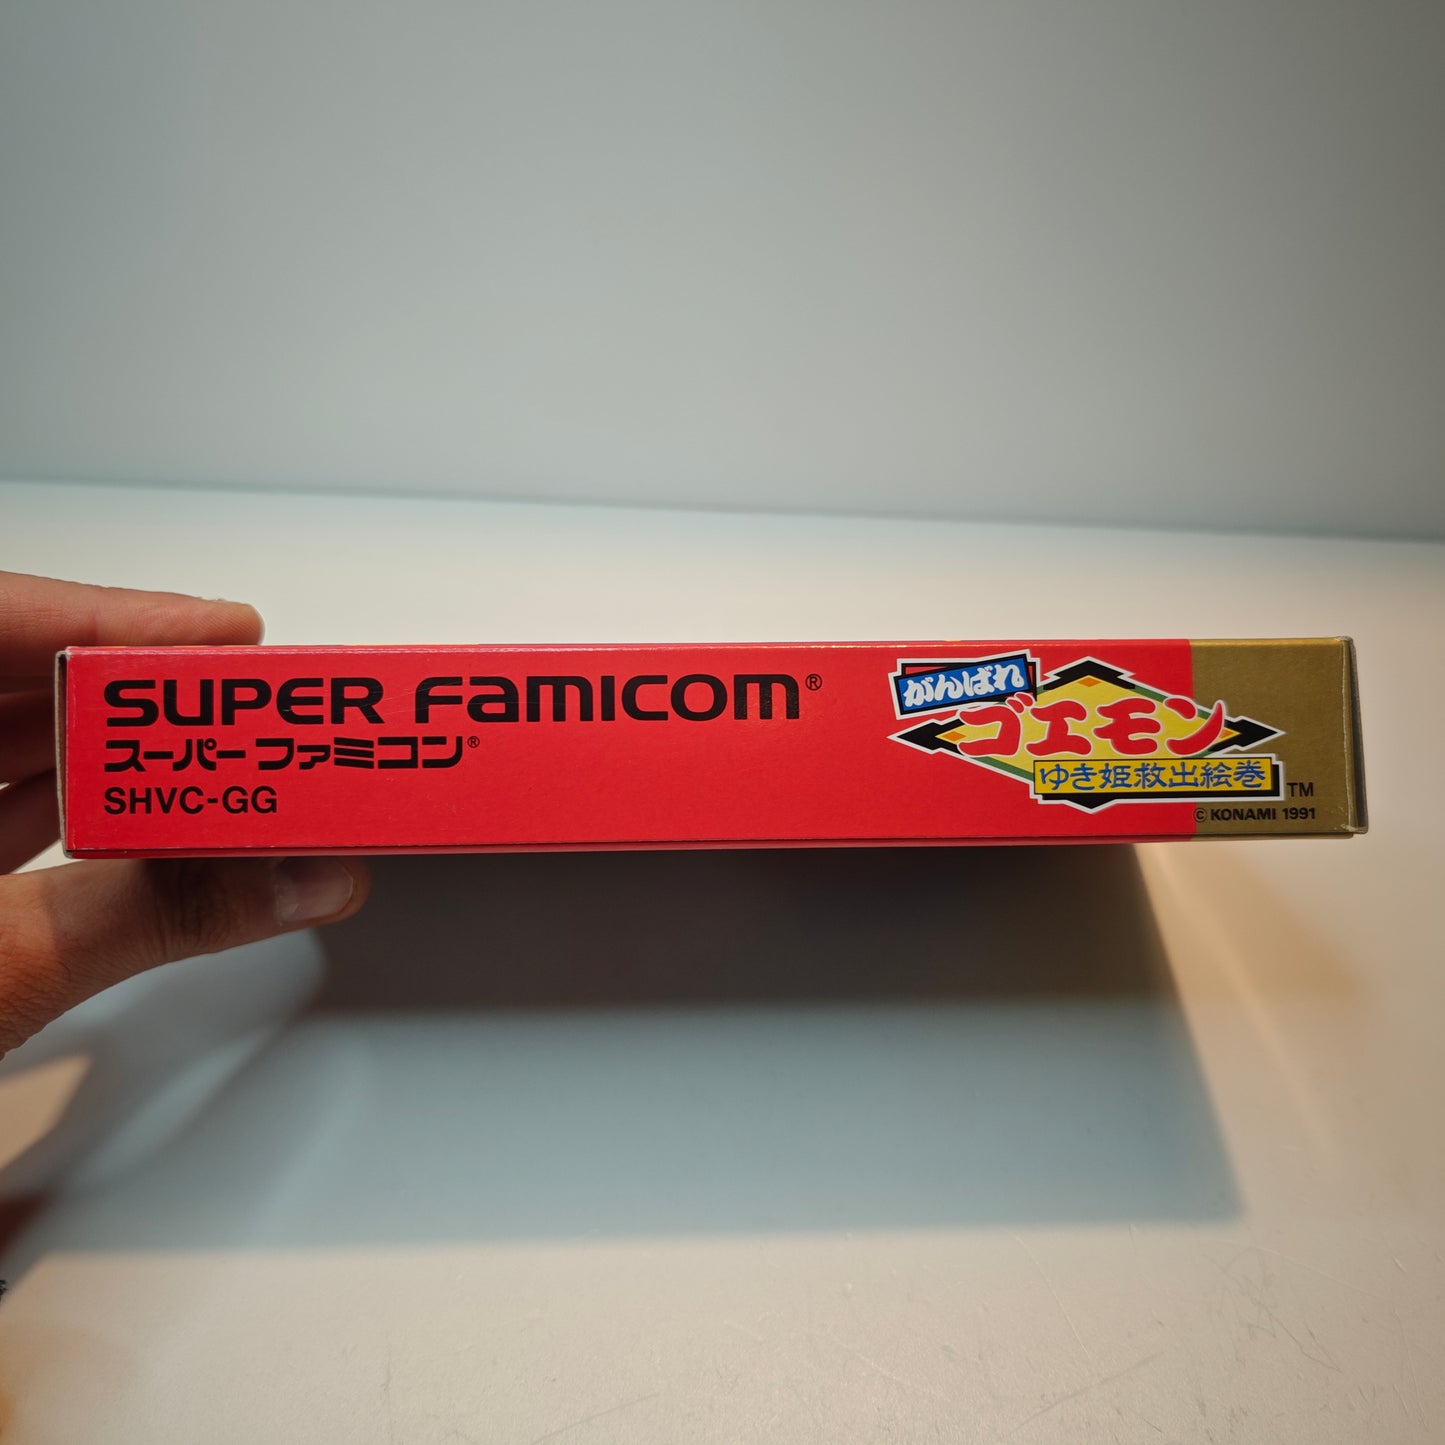 SUPER FAMICOM®
スーパーファミコン®
SHVC-GG
がんばれ
ゴエモン
ゆき姫救出絵巻
TM
© KONAMI 1991